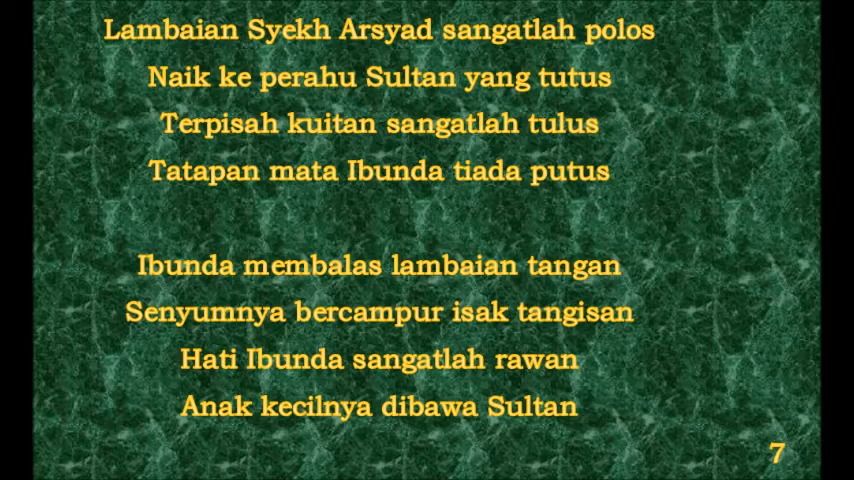 Lambaian Syekh Arsyad sangatlah polos
Naik ke perahu Sultan yang tutus
Terpisah kuitan sangatlah tulus
Tatapan mata Ibunda tiada putus
Ibunda membalas lambaian tangan
Senyumnya bercampur isak tangisan
Hati Ibunda sangatlah rawan
Anak kecilnya dibawa Sultan
7